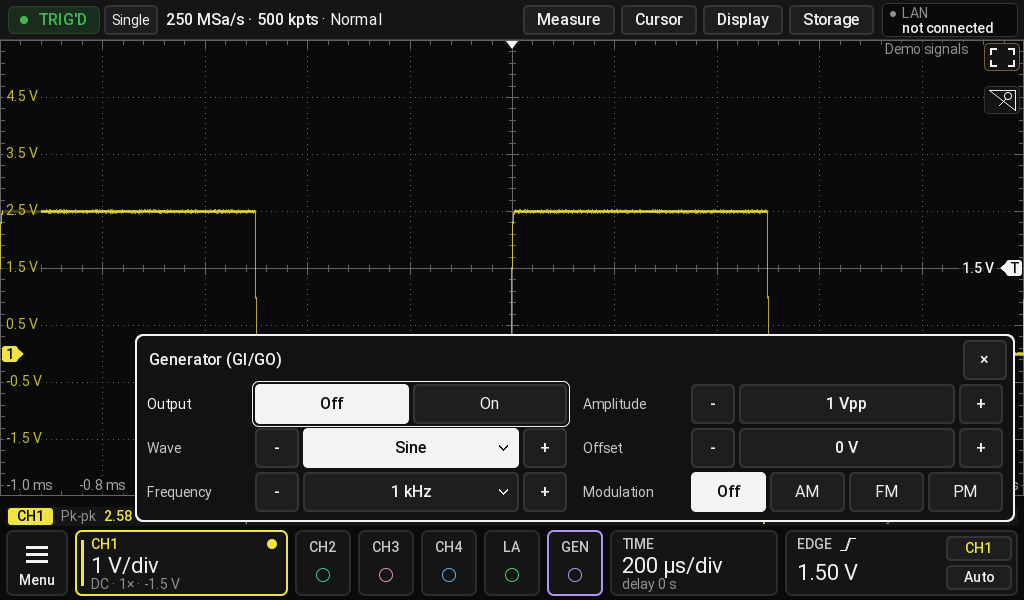 TRIG'D Single 250 MSa/s · 500 kpts · Normal Measure Cursor Display Storage LAN
not connected
Demo signals
4.5 V
3.5 V
2.5 V
1.5 V 1.5 V T
0.5 V
1
-0.5 V
-1.5 V
-1.0 ms -0.8 ms
Generator (GI/GO) ×
Output Off On Amplitude - 1 Vpp +
Wave - Sine + Offset - 0 V +
Frequency - 1 kHz + Modulation Off AM FM PM
CH1 Pk-pk 2.58
Menu
CH1
1 V/div
DC · 1× · -1.5 V
CH2
CH3
CH4
LA
GEN
TIME
200 µs/div
delay 0 s
EDGE
1.50 V
CH1
Auto